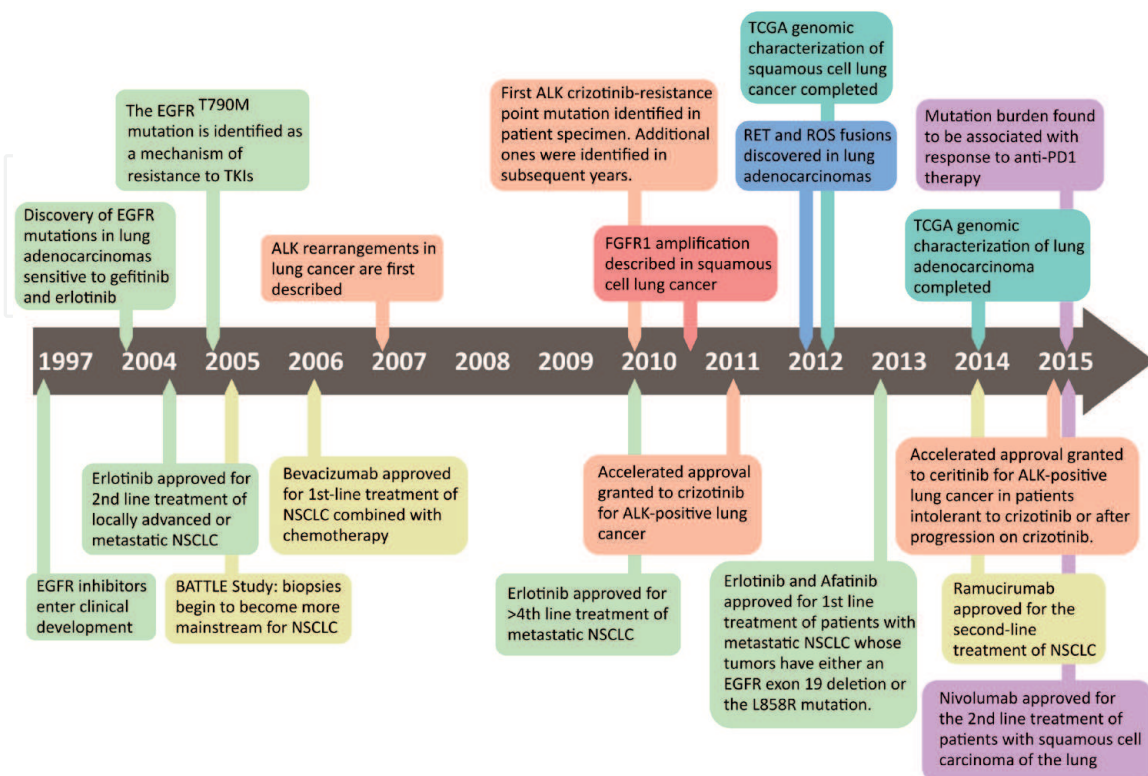 TCGA genomic
characterization of
squamous cell lung
cancer completed
The EGFR T790M
mutation is identified as
a mechanism of
resistance to TKIs
First ALK crizotinib-resistance
point mutation identified in
patient specimen. Additional
ones were identified in
subsequent years.
RET and ROS fusions
discovered in lung
adenocarcinomas
Mutation burden found
to be associated with
response to anti-PD1
therapy
Discovery of EGFR
mutations in lung
adenocarcinomas
sensitive to gefitinib
and erlotinib
ALK rearrangements in
lung cancer are first
described
FGFR1 amplification
described in squamous
cell lung cancer
TCGA genomic
characterization of lung
adenocarcinoma
completed
1997 2004 2005 2006 2007 2008 2009 2010 2011 2012 2013 2014 2015
Erlotinib approved for
2nd line treatment of
locally advanced or
metastatic NSCLC
Bevacizumab approved
for 1st-line treatment of
NSCLC combined with
chemotherapy
Accelerated approval
granted to crizotinib
for ALK-positive lung
cancer
Accelerated approval granted
to ceritinib for ALK-positive
lung cancer in patients
intolerant to crizotinib or after
progression on crizotinib.
EGFR inhibitors
enter clinical
development
BATTLE Study: biopsies
begin to become more
mainstream for NSCLC
Erlotinib approved for
>4th line treatment of
metastatic NSCLC
Erlotinib and Afatinib
approved for 1st line
treatment of patients with
metastatic NSCLC whose
tumors have either an
EGFR exon 19 deletion or
the L858R mutation.
Ramucirumab
approved for the
second-line
treatment of NSCLC
Nivolumab approved for
the 2nd line treatment of
patients with squamous cell
carcinoma of the lung